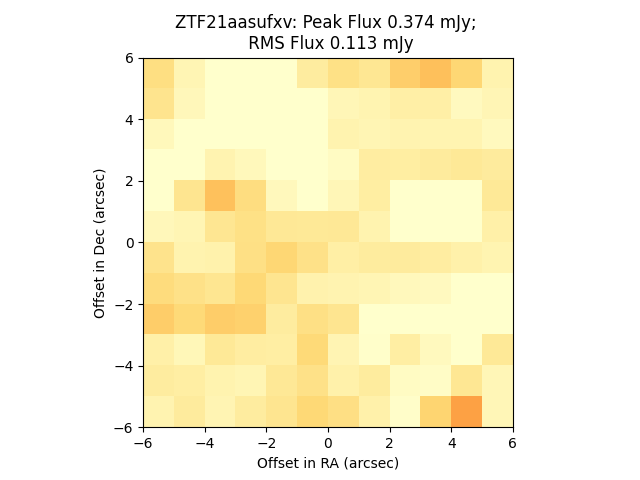 ZTF21aasufxv: Peak Flux 0.374 mJy;
RMS Flux 0.113 mJy
6
4
2
0
−2
−4
−6
Offset in Dec (arcsec)
−6 −4 −2 0 2 4 6
Offset in RA (arcsec)